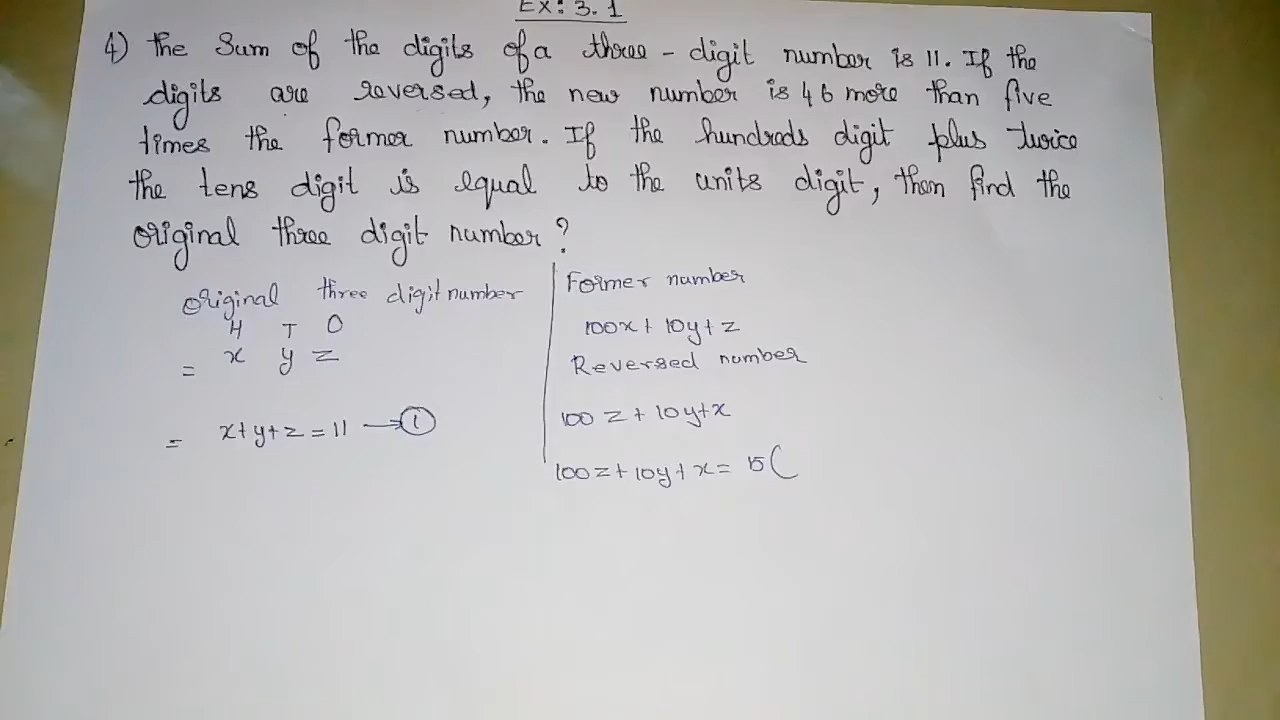 Ex: 3.1
4) The Sum of the digits of a three - digit number is 11. If the
digits are reversed, the new number is 46 more than five
times the former number. If the hundreds digit plus twice
the tens digit is equal to the units digit, then find the
original three digit number?
original three digit number
H T O
= x y z
= x+y+z=11 → ①
Former number
100x+10y+z
Reversed number
100z+10y+x
100z+10y+x= 5(